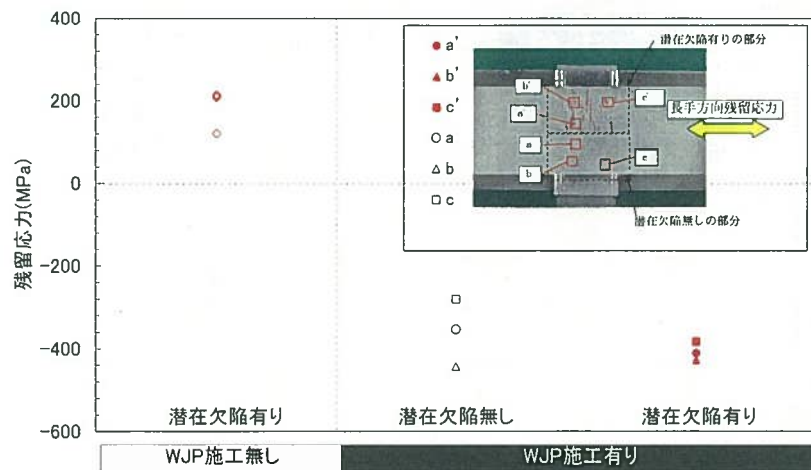 400
200
0
-200
-400
-600
残留応力(MPa)
a'
b'
c'
a
b
c
潜在欠陥有りの部分
b'
c'
a'
a
b
c
長手方向残留応力
潜在欠陥無しの部分
潜在欠陥有り
潜在欠陥無し
潜在欠陥有り
WJP施工無し
WJP施工有り